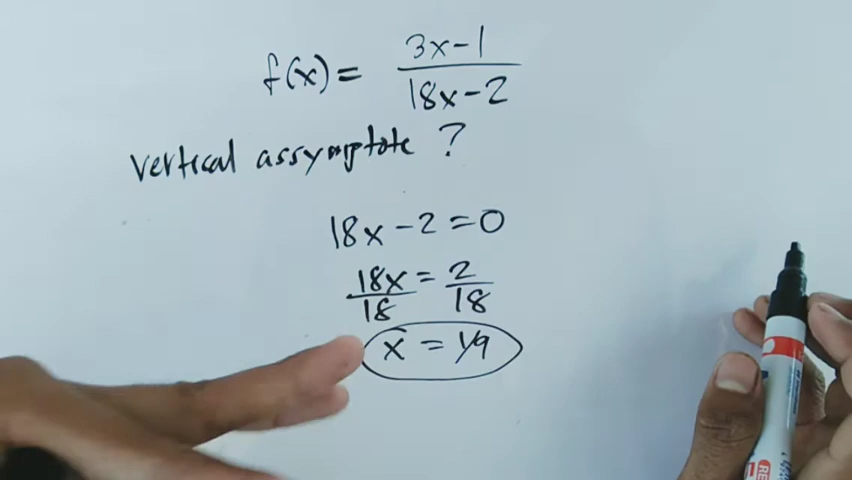 f(x) = (3x-1)/(18x-2)
vertical assymptote ?
18x - 2 = 0
18x/18 = 2/18
x = 1/9